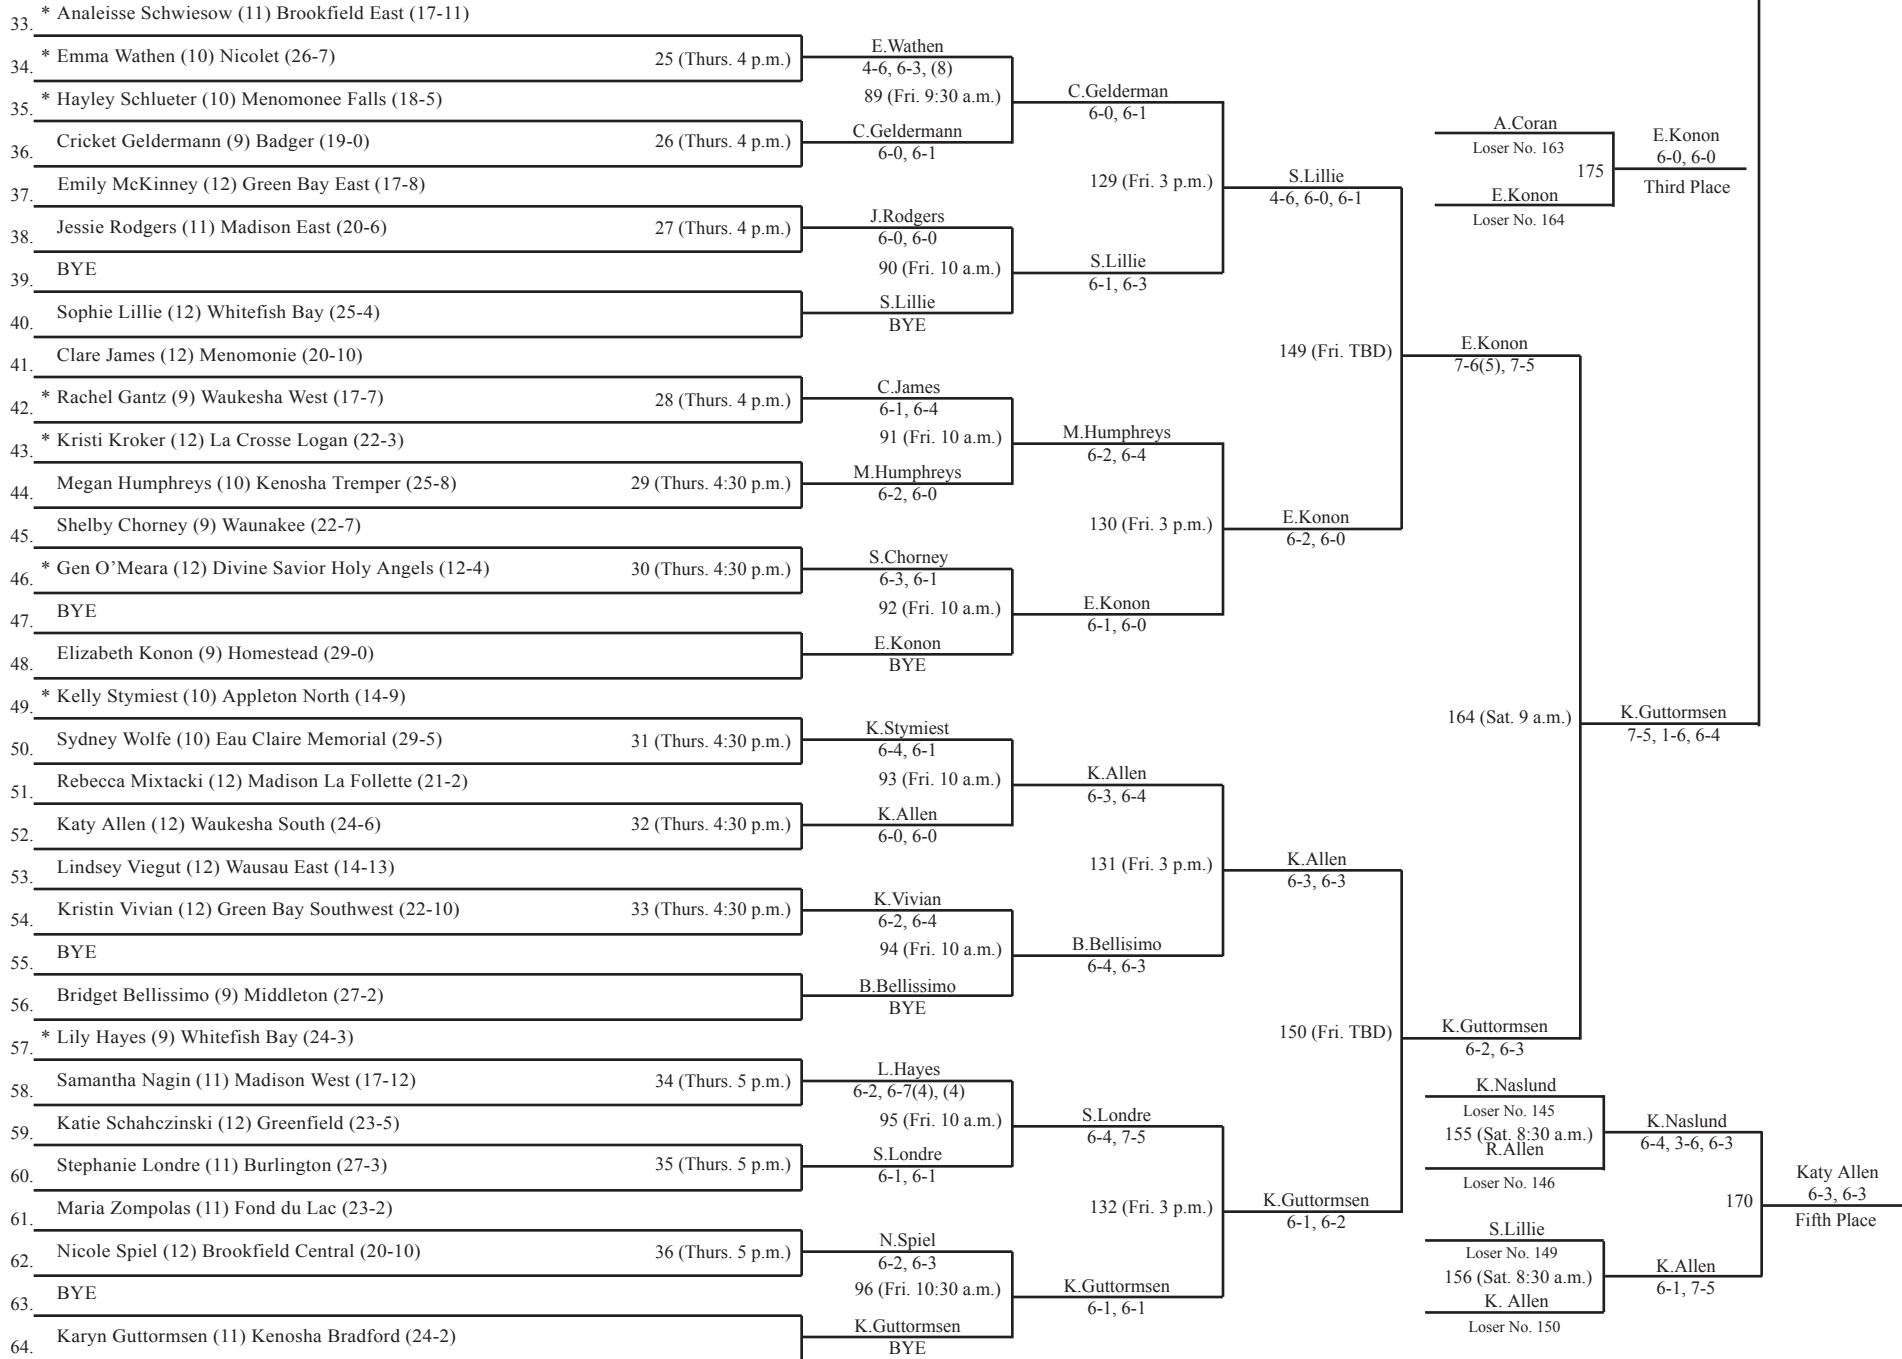 33. * Analeisse Schwiesow (11) Brookfield East (17-11)
34. * Emma Wathen (10) Nicolet (26-7)
25 (Thurs. 4 p.m.)
35. * Hayley Schlueter (10) Menomonee Falls (18-5)
36. Cricket Geldermann (9) Badger (19-0)
26 (Thurs. 4 p.m.)
37. Emily McKinney (12) Green Bay East (17-8)
38. Jessie Rodgers (11) Madison East (20-6)
27 (Thurs. 4 p.m.)
39. BYE
40. Sophie Lillie (12) Whitefish Bay (25-4)
41. Clare James (12) Menomonie (20-10)
42. * Rachel Gantz (9) Waukesha West (17-7)
28 (Thurs. 4 p.m.)
43. * Kristi Kroker (12) La Crosse Logan (22-3)
44. Megan Humphreys (10) Kenosha Tremper (25-8)
29 (Thurs. 4:30 p.m.)
45. Shelby Chorney (9) Waunakee (22-7)
46. * Gen O’Meara (12) Divine Savior Holy Angels (12-4)
30 (Thurs. 4:30 p.m.)
47. BYE
48. Elizabeth Konon (9) Homestead (29-0)
49. * Kelly Stymiest (10) Appleton North (14-9)
50. Sydney Wolfe (10) Eau Claire Memorial (29-5)
31 (Thurs. 4:30 p.m.)
51. Rebecca Mixtacki (12) Madison La Follette (21-2)
52. Katy Allen (12) Waukesha South (24-6)
32 (Thurs. 4:30 p.m.)
53. Lindsey Viegut (12) Wausau East (14-13)
54. Kristin Vivian (12) Green Bay Southwest (22-10)
33 (Thurs. 4:30 p.m.)
55. BYE
56. Bridget Bellissimo (9) Middleton (27-2)
57. * Lily Hayes (9) Whitefish Bay (24-3)
58. Samantha Nagin (11) Madison West (17-12)
34 (Thurs. 5 p.m.)
59. Katie Schahczinski (12) Greenfield (23-5)
60. Stephanie Londre (11) Burlington (27-3)
35 (Thurs. 5 p.m.)
61. Maria Zompolas (11) Fond du Lac (23-2)
62. Nicole Spiel (12) Brookfield Central (20-10)
36 (Thurs. 5 p.m.)
63. BYE
64. Karyn Guttormsen (11) Kenosha Bradford (24-2)
E.Wathen
4-6, 6-3, (8)
89 (Fri. 9:30 a.m.)
C.Geldermann
6-0, 6-1
J.Rodgers
6-0, 6-0
90 (Fri. 10 a.m.)
S.Lillie
BYE
C.James
6-1, 6-4
91 (Fri. 10 a.m.)
M.Humphreys
6-2, 6-0
S.Chorney
6-3, 6-1
92 (Fri. 10 a.m.)
E.Konon
BYE
K.Stymiest
6-4, 6-1
93 (Fri. 10 a.m.)
K.Allen
6-0, 6-0
K.Vivian
6-2, 6-4
94 (Fri. 10 a.m.)
B.Bellissimo
BYE
L.Hayes
6-2, 6-7(4), (4)
95 (Fri. 10 a.m.)
S.Londre
6-1, 6-1
N.Spiel
6-2, 6-3
96 (Fri. 10:30 a.m.)
K.Guttormsen
BYE
C.Gelderman
6-0, 6-1
129 (Fri. 3 p.m.)
S.Lillie
6-1, 6-3
M.Humphreys
6-2, 6-4
130 (Fri. 3 p.m.)
E.Konon
6-1, 6-0
K.Allen
6-3, 6-4
131 (Fri. 3 p.m.)
B.Bellisimo
6-4, 6-3
S.Londre
6-4, 7-5
132 (Fri. 3 p.m.)
K.Guttormsen
6-1, 6-1
S.Lillie
4-6, 6-0, 6-1
149 (Fri. TBD)
E.Konon
6-2, 6-0
K.Allen
6-3, 6-3
150 (Fri. TBD)
K.Guttormsen
6-1, 6-2
E.Konon
7-6(5), 7-5
164 (Sat. 9 a.m.)
K.Guttormsen
6-2, 6-3
K.Guttormsen
7-5, 1-6, 6-4
A.Coran
Loser No. 163
175
E.Konon
Loser No. 164
E.Konon
6-0, 6-0
Third Place
K.Naslund
Loser No. 145
155 (Sat. 8:30 a.m.)
R.Allen
Loser No. 146
K.Naslund
6-4, 3-6, 6-3
170
S.Lillie
Loser No. 149
156 (Sat. 8:30 a.m.)
K. Allen
Loser No. 150
K.Allen
6-1, 7-5
Katy Allen
6-3, 6-3
Fifth Place